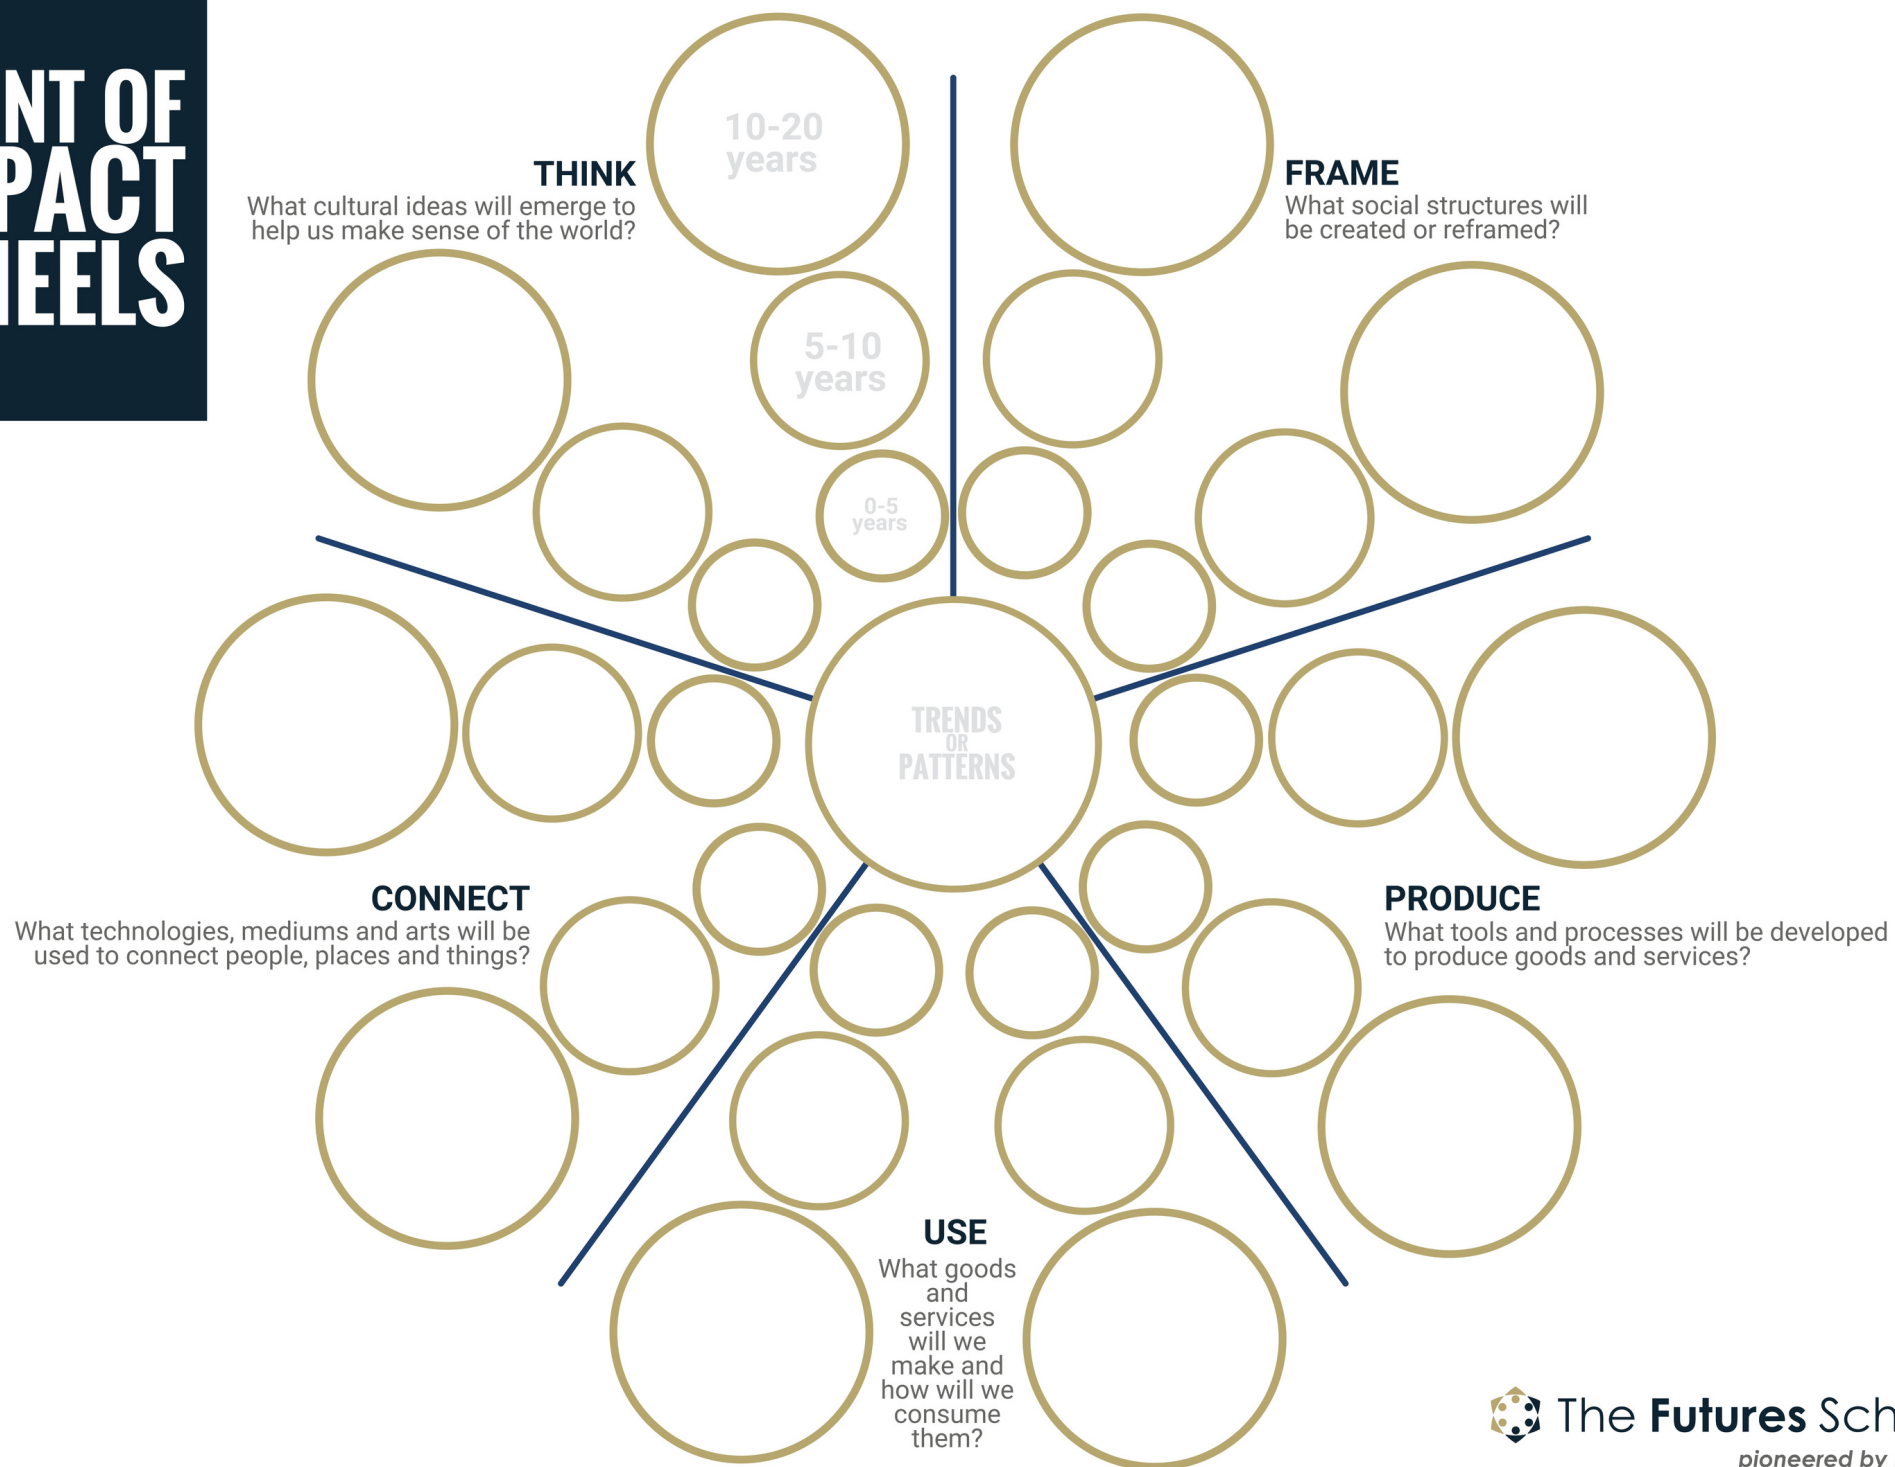 NT OF
PACT
EELS
THINK
What cultural ideas will emerge to
help us make sense of the world?
10-20
years
5-10
years
0-5
years
FRAME
What social structures will
be created or reframed?
TRENDS
OR
PATTERNS
CONNECT
What technologies, mediums and arts will be
used to connect people, places and things?
PRODUCE
What tools and processes will be developed
to produce goods and services?
USE
What goods
and
services
will we
make and
how will we
consume
them?
The Futures Sch
pioneered by